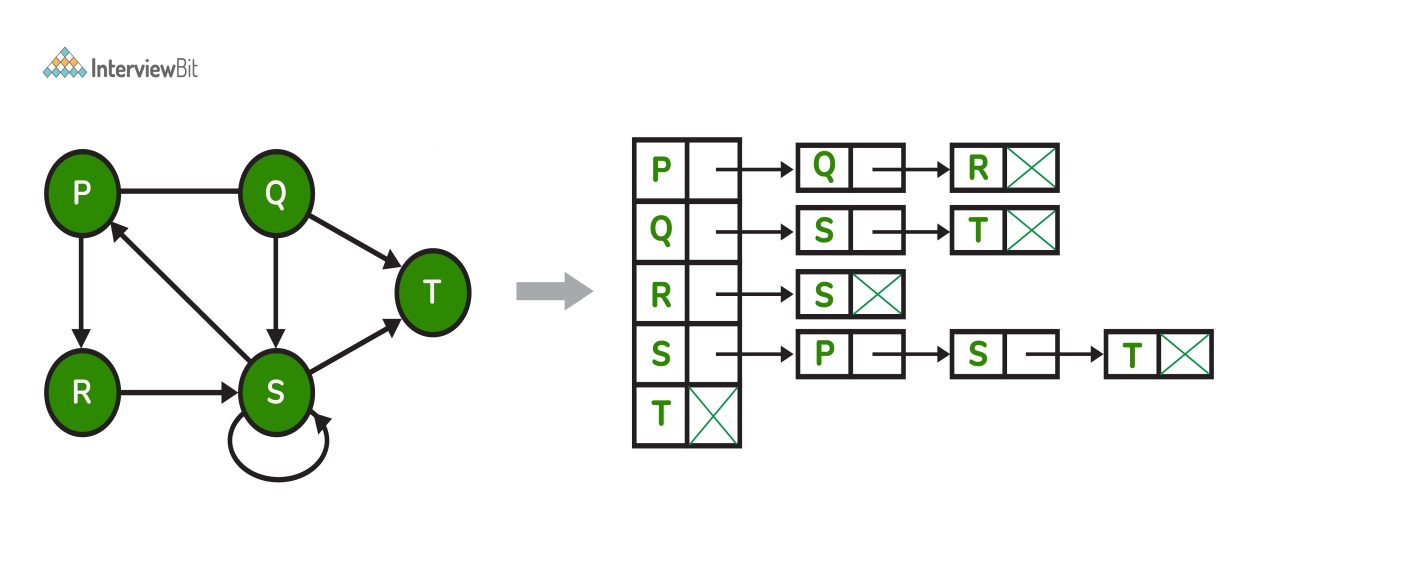 InterviewBit
P Q
T
R S
P Q R
Q S T
R S
S P S T
T